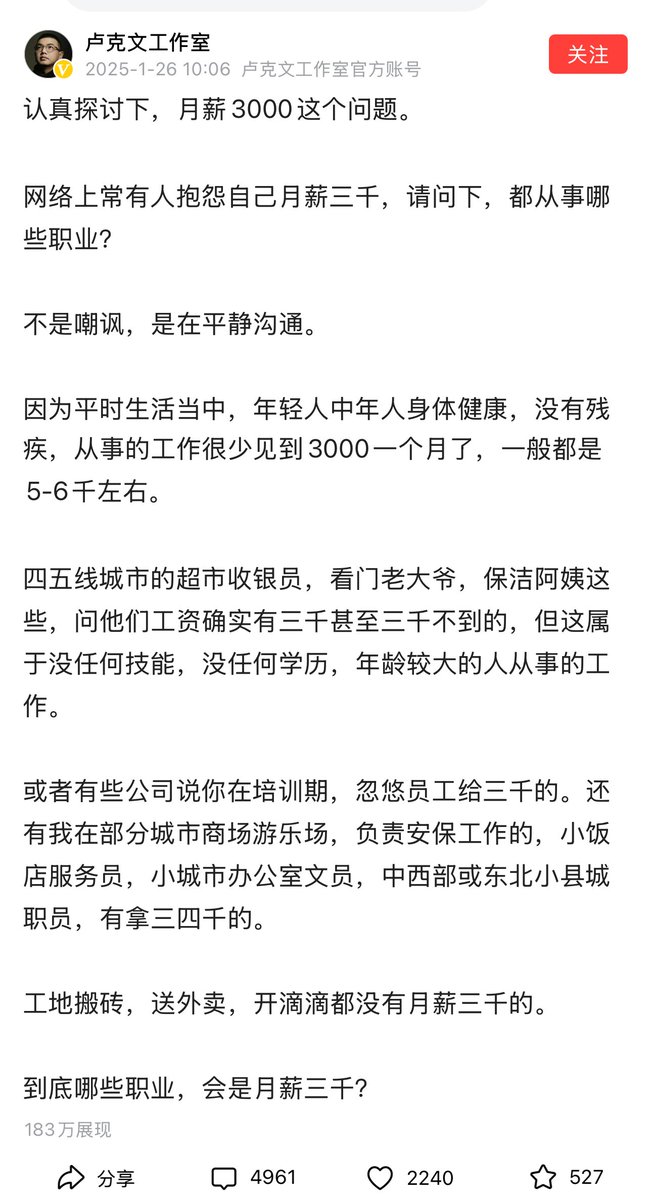 卢克文工作室
2025-1-26 10:06 卢克文工作室官方账号
关注
认真探讨下，月薪3000这个问题。
网络上常有人抱怨自己月薪三千，请问下，都从事哪
些职业？
不是嘲讽，是在平静沟通。
因为平时生活当中，年轻人中年人身体健康，没有残
疾，从事的工作很少见到3000一个月了，一般都是
5-6千左右。
四五线城市的超市收银员，看门老大爷，保洁阿姨这
些，问他们工资确实有三千甚至三千不到的，但这属
于没任何技能，没任何学历，年龄较大的人从事的工
作。
或者有些公司说你在培训期，忽悠员工给三千的。还
有我在部分城市商场游乐场，负责安保工作的，小饭
店服务员，小城市办公室文员，中西部或东北小县城
职员，有拿三四千的。
工地搬砖，送外卖，开滴滴都没有月薪三千的。
到底哪些职业，会是月薪三千？
183万展现
分享 4961 2240 527